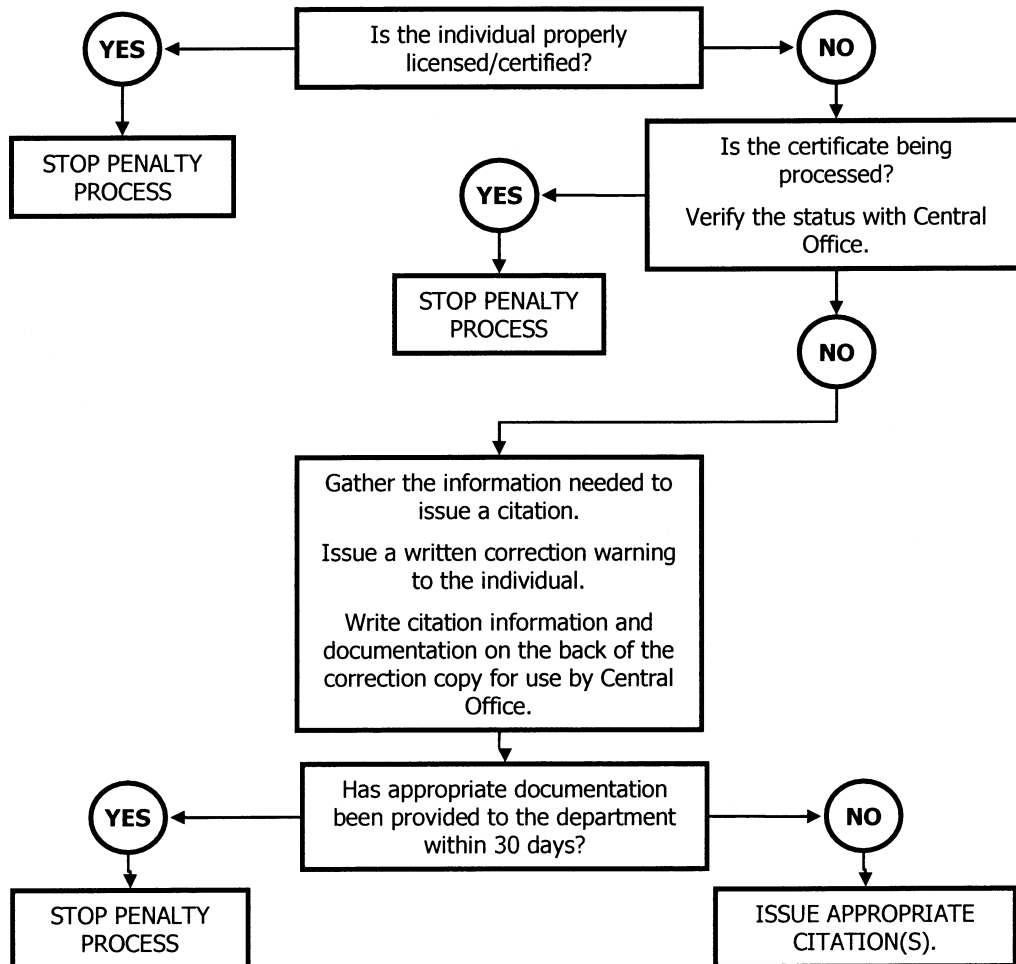 YES
Is the individual properly
licensed/certified?
NO
STOP PENALTY
PROCESS
Is the certificate being
processed?
Verify the status with Central
Office.
YES
STOP PENALTY
PROCESS
NO
Gather the information needed to
issue a citation.
Issue a written correction warning
to the individual.
Write citation information and
documentation on the back of the
correction copy for use by Central
Office.
Has appropriate documentation
been provided to the department
within 30 days?
YES
NO
STOP PENALTY
PROCESS
ISSUE APPROPRIATE
CITATION(S).